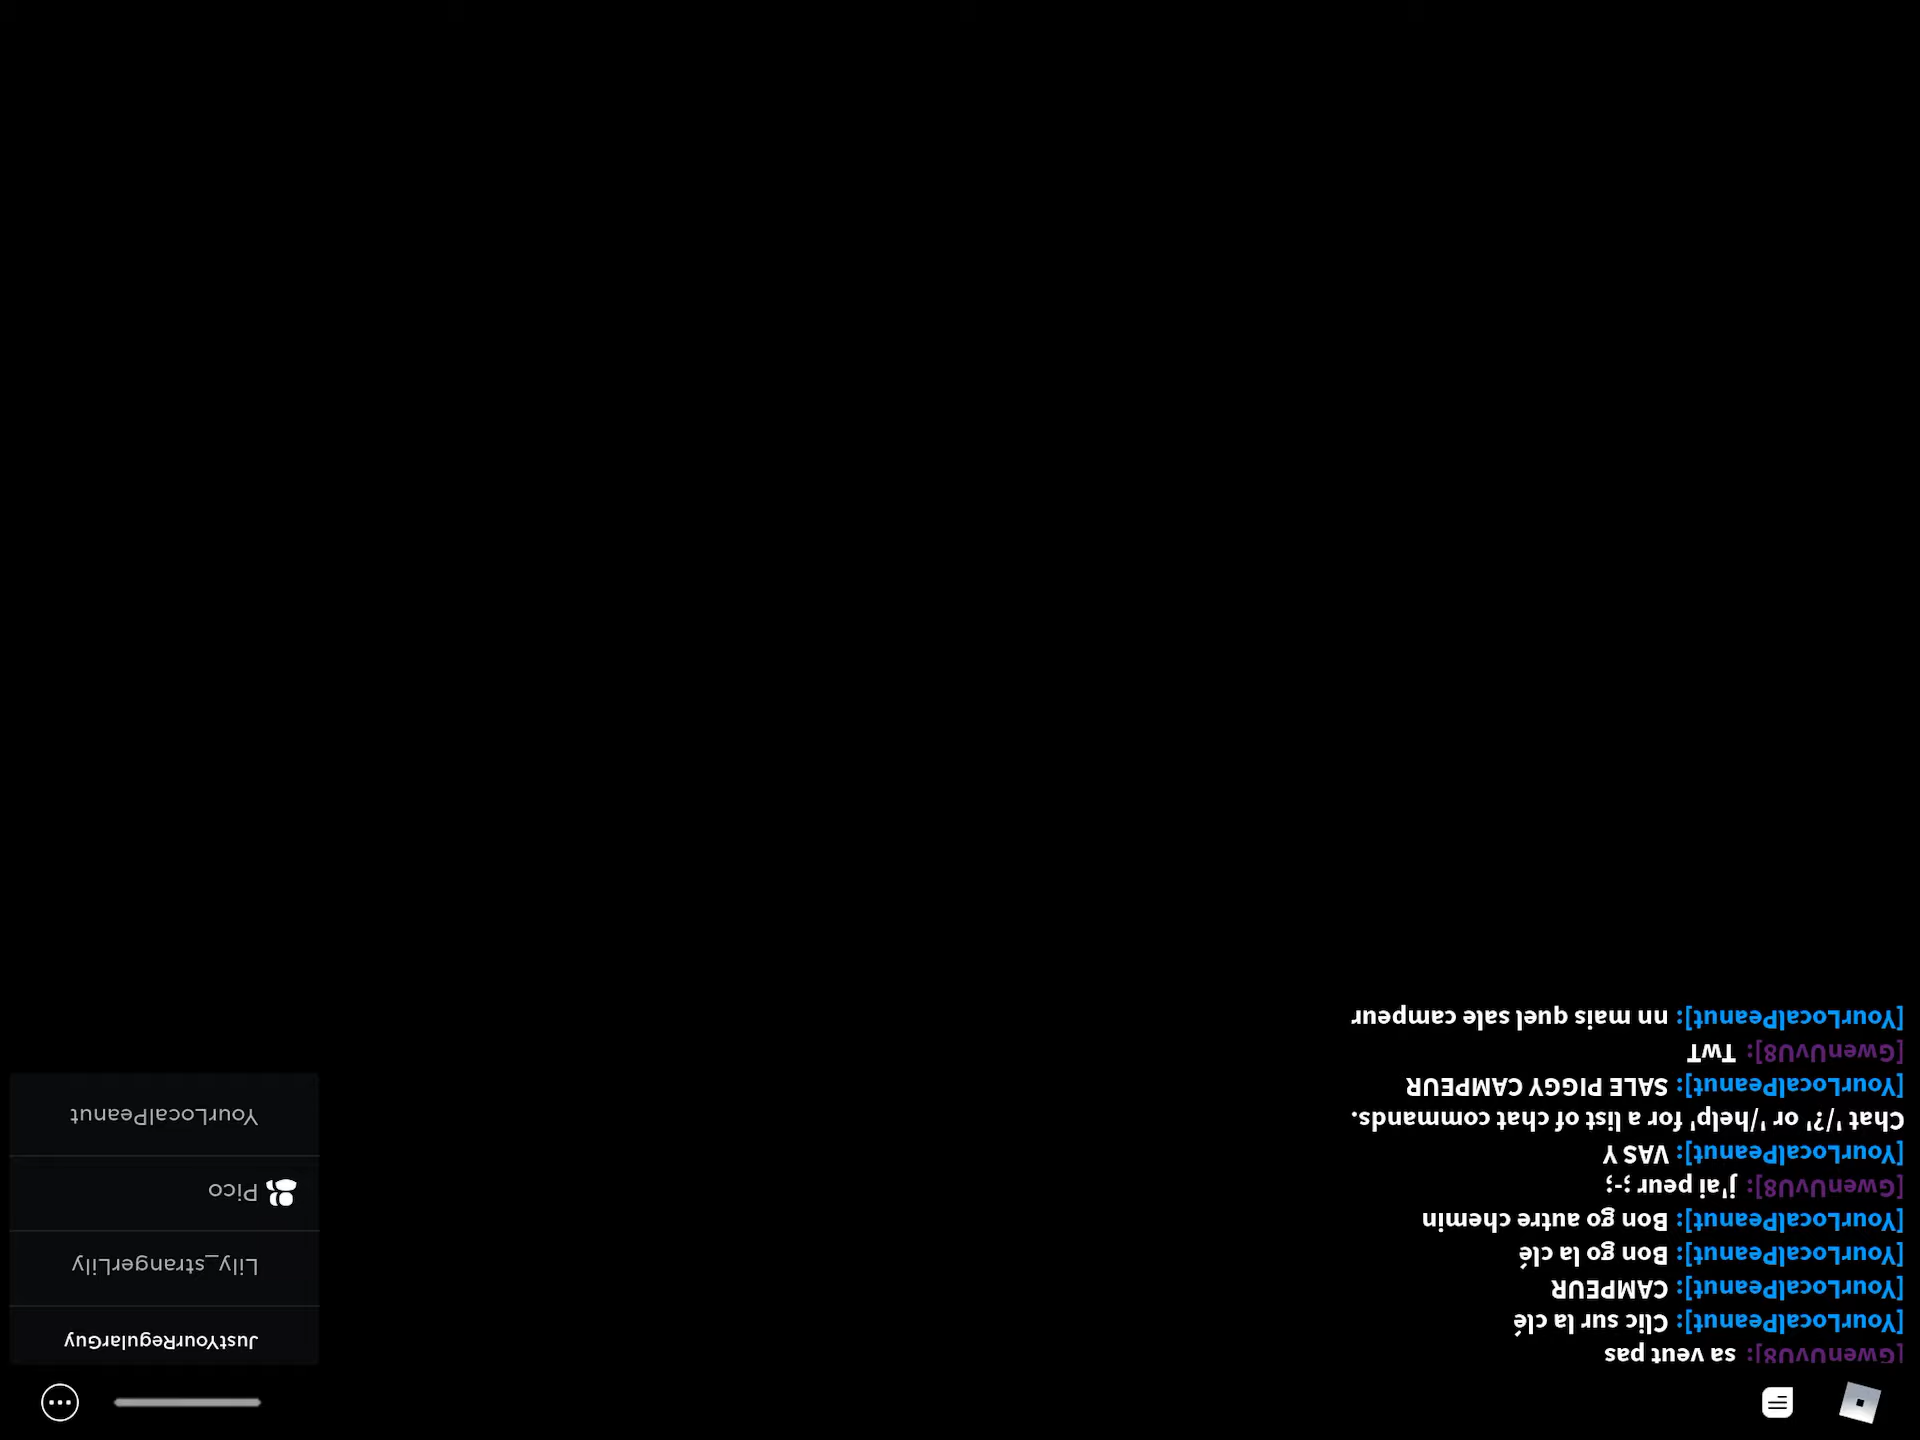 [GwenUvU8]: sa veut pas
[YourLocalPeanut]: Clic sur la clé
[YourLocalPeanut]: CAMPEUR
[YourLocalPeanut]: Bon go la clé
[YourLocalPeanut]: Bon go autre chemin
[GwenUvU8]: j'ai peur ;-;
[YourLocalPeanut]: VAS Y
Chat '/?' or '/help' for a list of chat commands.
[YourLocalPeanut]: SALE PIGGY CAMPEUR
[GwenUvU8]: TwT
[YourLocalPeanut]: nn mais quel sale campeur
JustYourRegularGuy
Lily_strangerLily
Pico
YourLocalPeanut